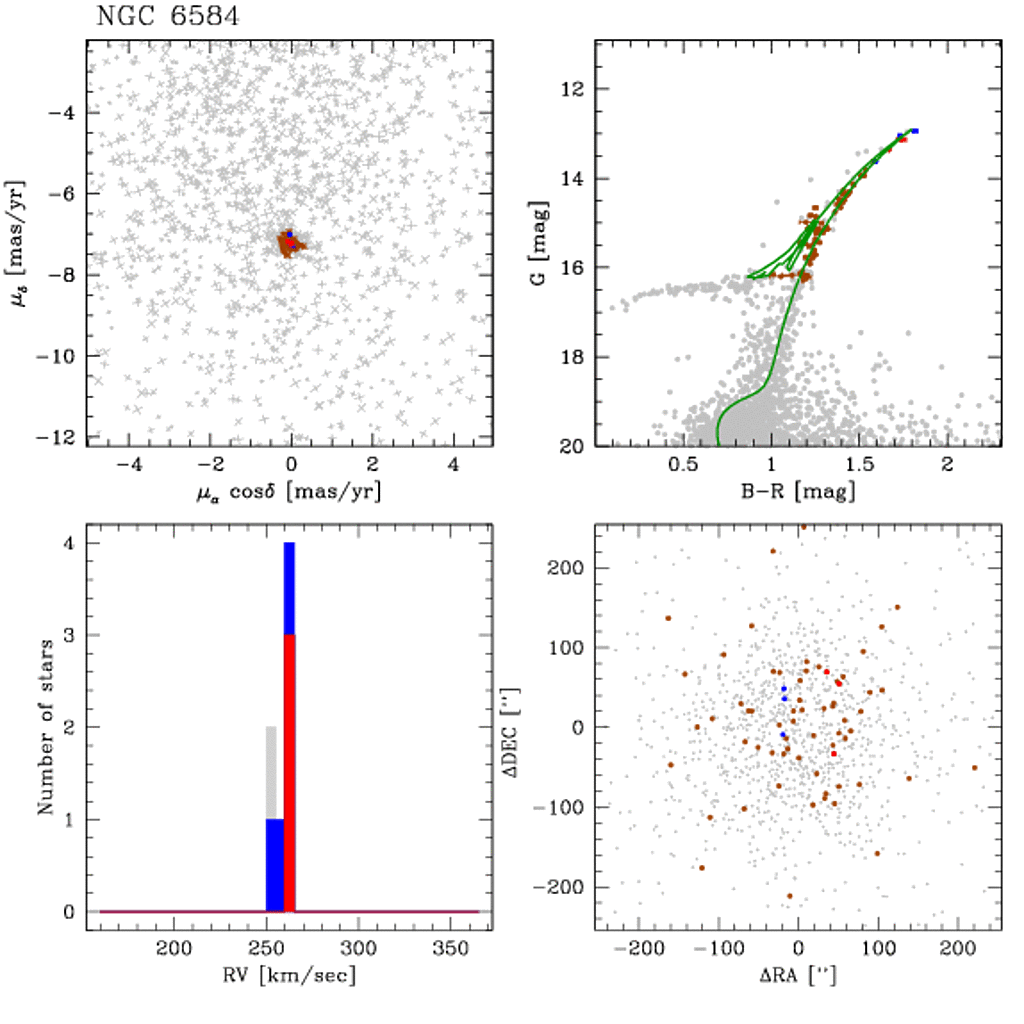 NGC 6584
−4
−6
−8
−10
−12
μδ [mas/yr]
−4 −2 0 2 4
μα cosδ [mas/yr]
12
14
16
18
20
G [mag]
0.5 1 1.5 2
B−R [mag]
4
3
2
1
0
Number of stars
200 250 300 350
RV [km/sec]
200
100
0
−100
−200
ΔDEC [″]
−200 −100 0 100 200
ΔRA [″]